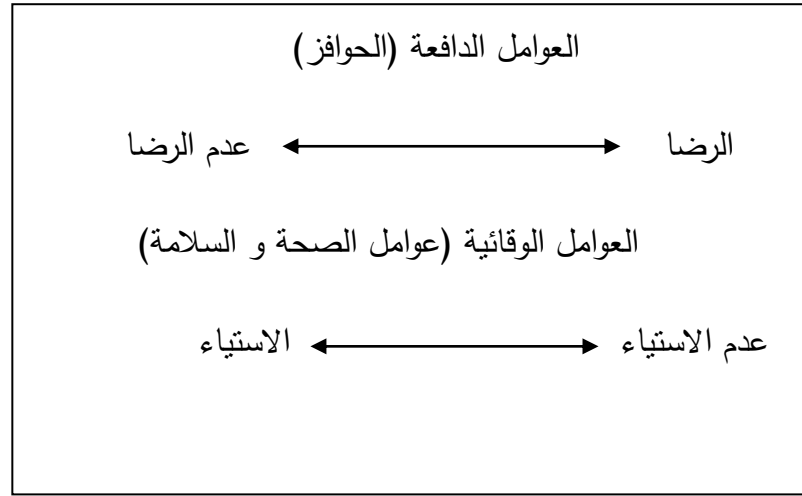 العوامل الدافعة (الحوافز)
الرضا عدم الرضا
العوامل الوقائية (عوامل الصحة و السلامة)
عدم الاستياء الاستياء